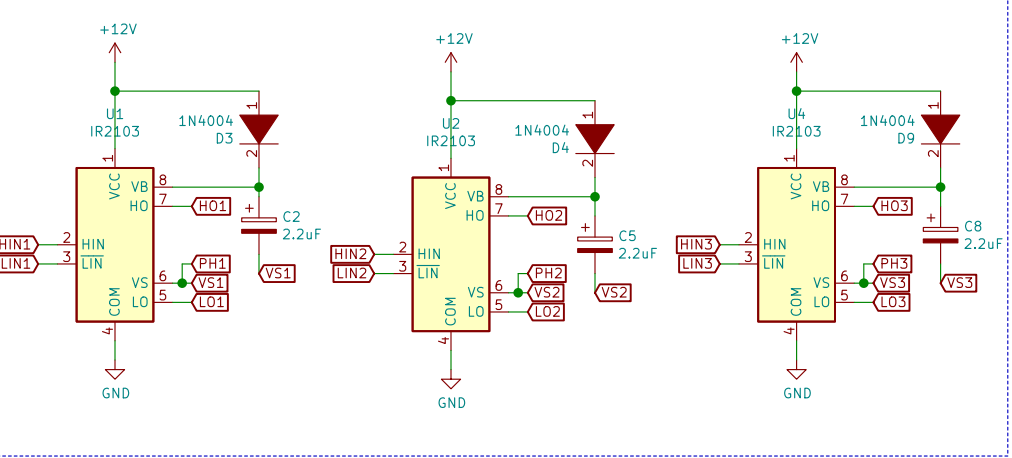 +12V
1
U1
IR2103
1N4004
D3
2
1
VCC
VB
8
HO
7
HO1
+
C2
2.2uF
HIN1
2
HIN
LIN1
3
LIN
PH1
VS
6
VS1
VS1
COM
LO
5
LO1
4
GND
+12V
1
U2
IR2103
1N4004
D4
2
1
VCC
VB
8
HO
7
HO2
+
C5
2.2uF
HIN2
2
HIN
LIN2
3
LIN
PH2
VS
6
VS2
VS2
COM
LO
5
LO2
4
GND
+12V
1
U4
IR2103
1N4004
D9
2
1
VCC
VB
8
HO
7
HO3
+
C8
2.2uF
HIN3
2
HIN
LIN3
3
LIN
PH3
VS
6
VS3
VS3
COM
LO
5
LO3
4
GND